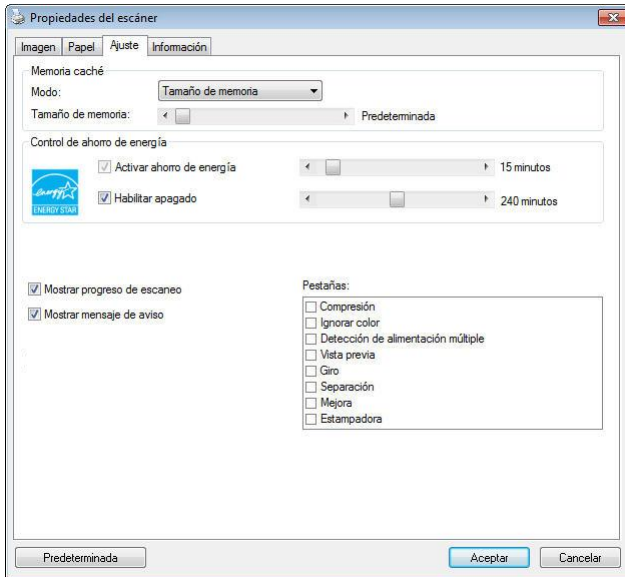 Propiedades del escáner
Imagen Papel Ajuste Información
Memoria caché
Modo: Tamaño de memoria
Tamaño de memoria: Predeterminada
Control de ahorro de energía
Activar ahorro de energía 15 minutos
Habilitar apagado 240 minutos
energy
ENERGY STAR
Mostrar progreso de escaneo
Mostrar mensaje de aviso
Pestañas:
Compresión
Ignorar color
Detección de alimentación múltiple
Vista previa
Giro
Separación
Mejora
Estampadora
Predeterminada Aceptar Cancelar